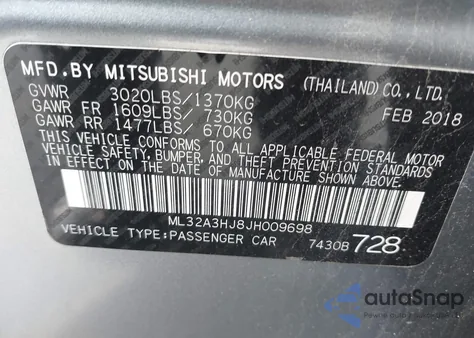 MFD.BY MITSUBISHI MOTORS (THAILAND) CO., LTD.
GVWR 3020LBS/1370KG FEB 2018
GAWR FR 1609LBS/ 730KG
GAWR RR 1477LBS/ 670KG
THIS VEHICLE CONFORMS TO ALL APPLICABLE FEDERAL MOTOR
VEHICLE SAFETY, BUMPER, AND THEFT PREVENTION STANDARDS
IN EFFECT ON THE DATE OF MANUFACTURE SHOWN ABOVE.
ML32A3HJ8JH009698
VEHICLE TYPE:PASSENGER CAR 7430B 728
autoSnap